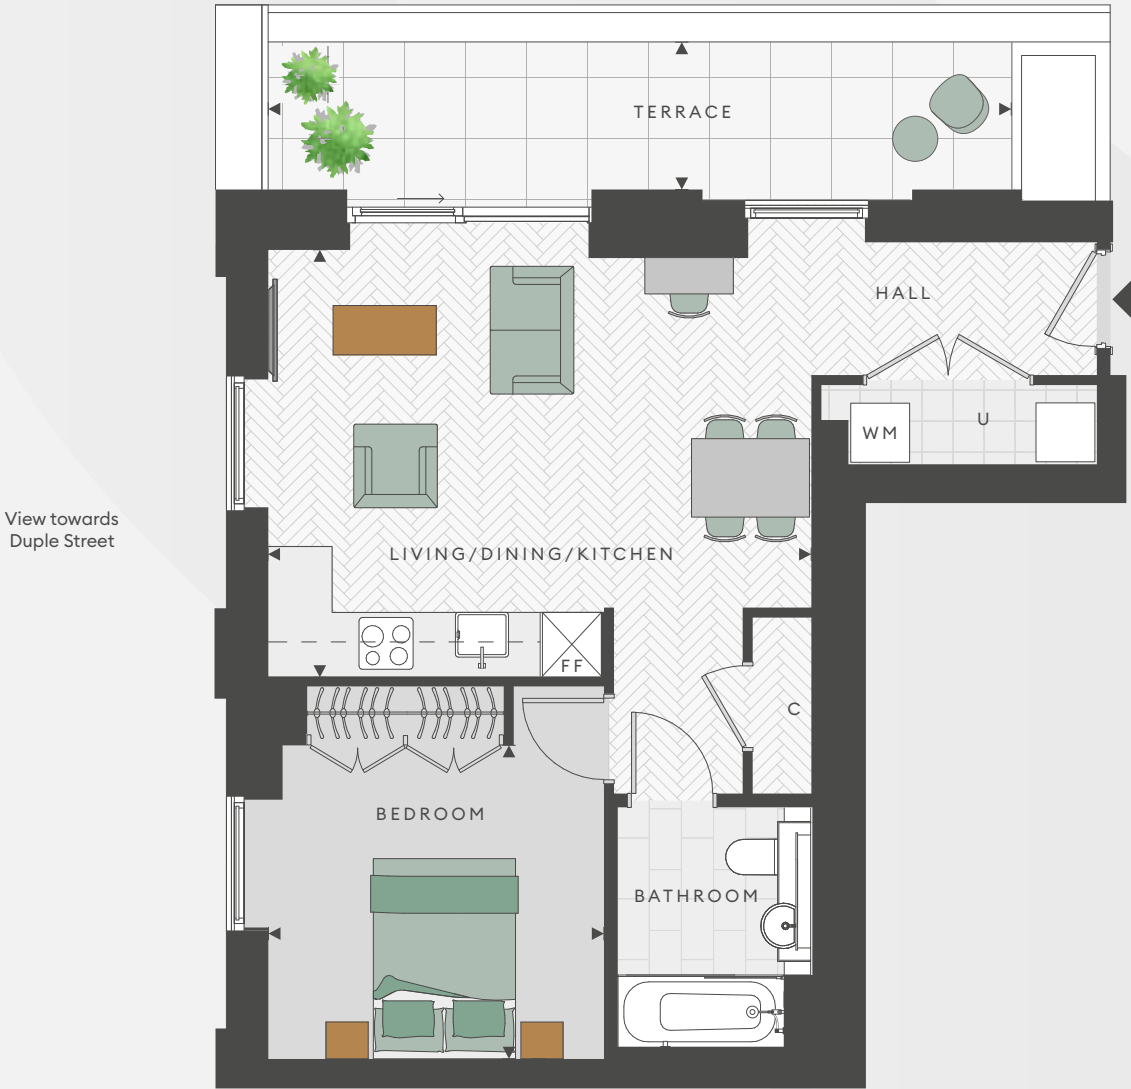 TERRACE
HALL
U
WM
View towards
Duple Street
LIVING/DINING/KITCHEN
FF
C
BEDROOM
BATHROOM